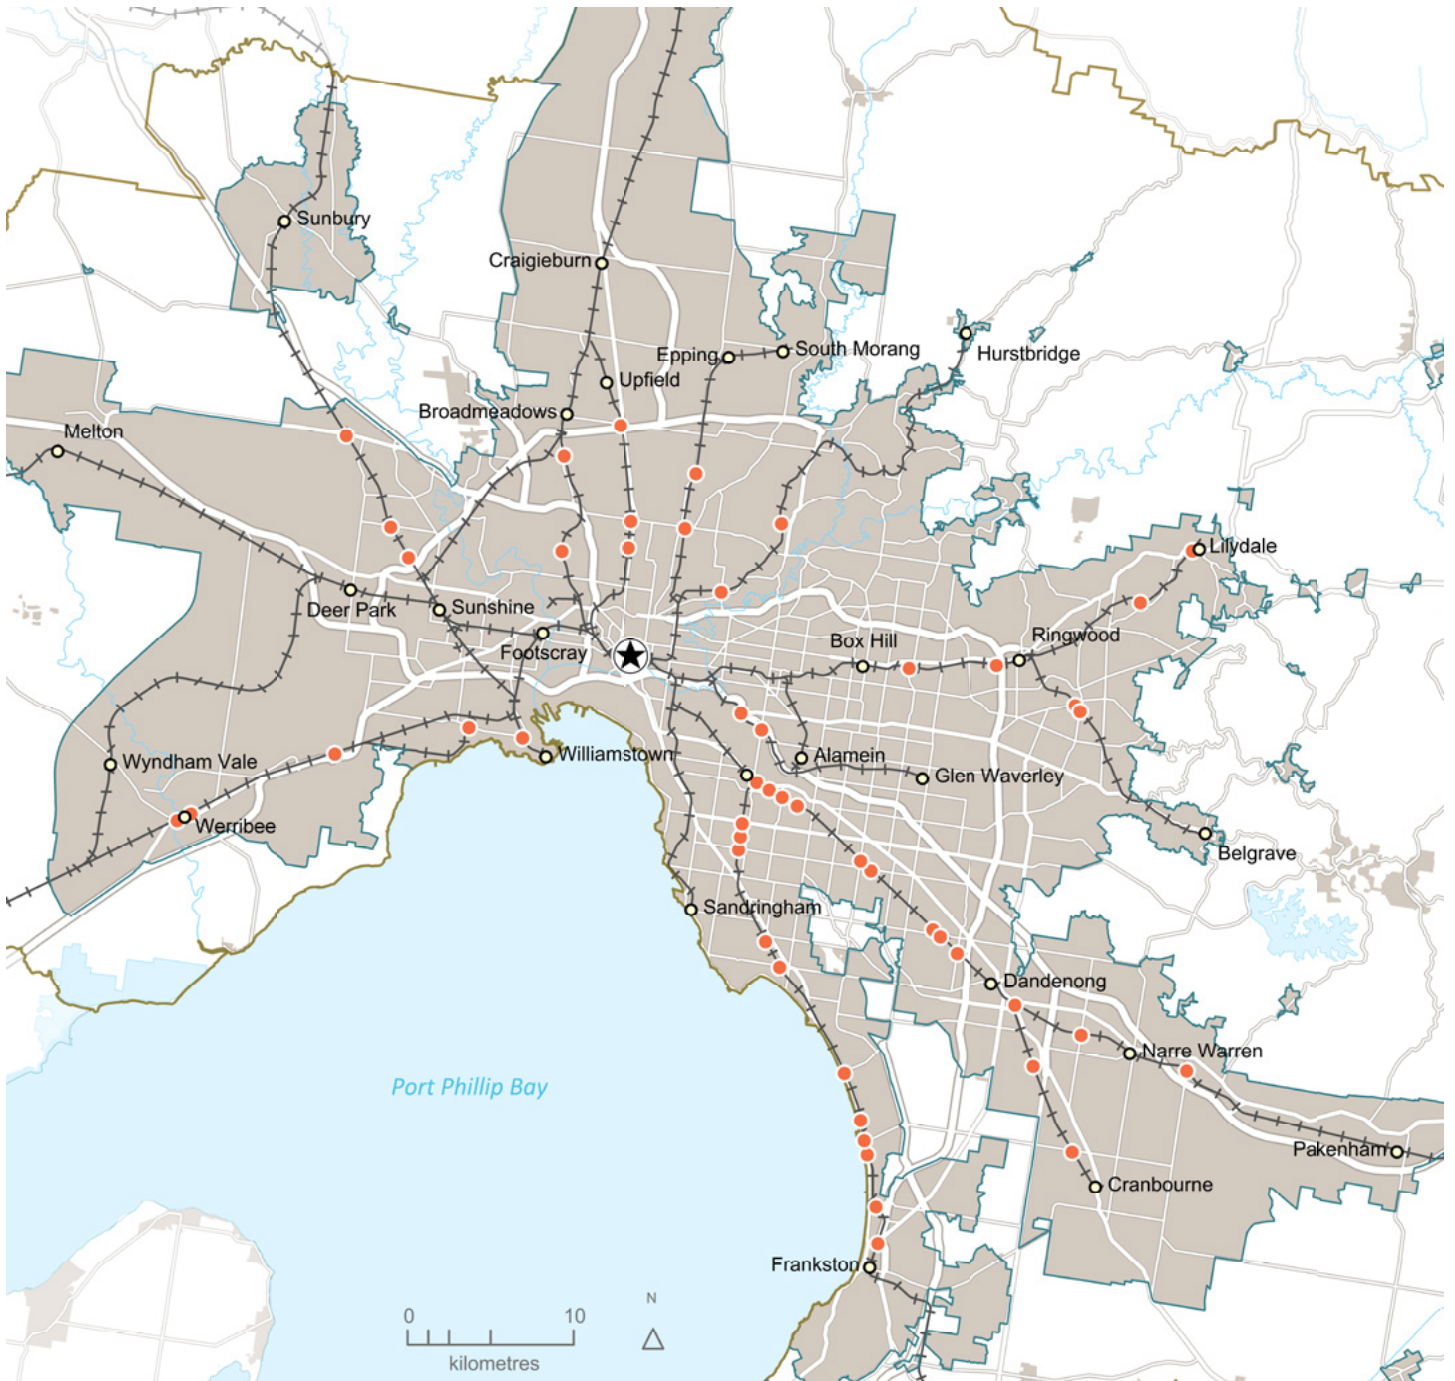 Sunbury
Craigieburn
South Morang
Epping
Hurstbridge
Upfield
Broadmeadows
Melton
Lilydale
Deer Park
Sunshine
Footscray
Box Hill
Ringwood
Wyndham Vale
Williamstown
Alamein
Glen Waverley
Werribee
Belgrave
Sandringham
Dandenong
Narre Warren
Port Phillip Bay
Pakenham
Cranbourne
Frankston
N
0 10
kilometres